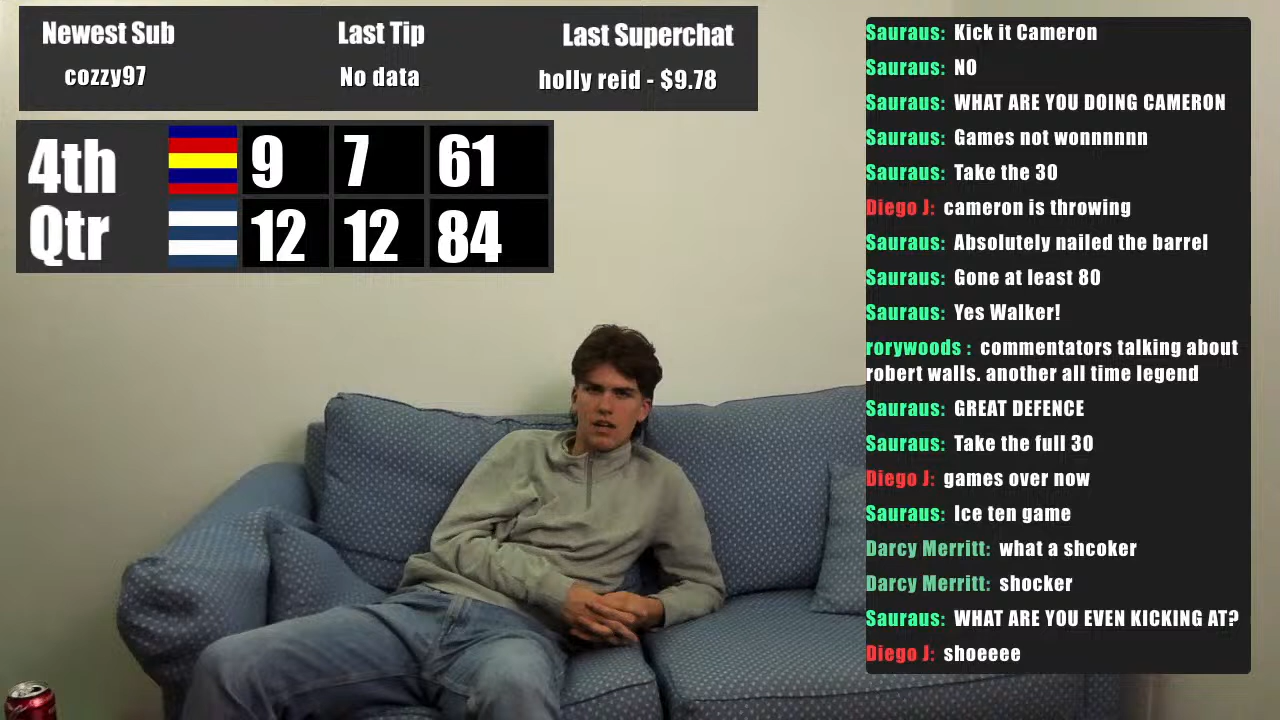 Newest Sub
Last Tip
Last Superchat
cozzy97
No data
holly reid - $9.78
4th
Qtr
9 7 61
12 12 84
Sauraus: Kick it Cameron
Sauraus: NO
Sauraus: WHAT ARE YOU DOING CAMERON
Sauraus: Games not wonnnnnn
Sauraus: Take the 30
Diego J: cameron is throwing
Sauraus: Absolutely nailed the barrel
Sauraus: Gone at least 80
Sauraus: Yes Walker!
rorywoods : commentators talking about
robert walls. another all time legend
Sauraus: GREAT DEFENCE
Sauraus: Take the full 30
Diego J: games over now
Sauraus: Ice ten game
Darcy Merritt: what a shcoker
Darcy Merritt: shocker
Sauraus: WHAT ARE YOU EVEN KICKING AT?
Diego J: shoeeee